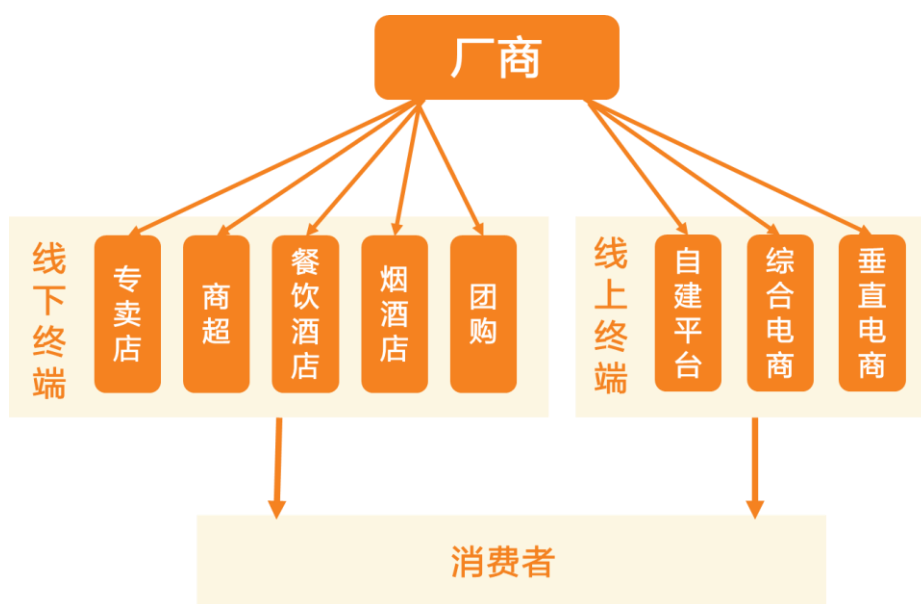 厂商
线下终端
专卖店
商超
餐饮酒店
烟酒店
团购
线上终端
自建平台
综合电商
垂直电商
消费者